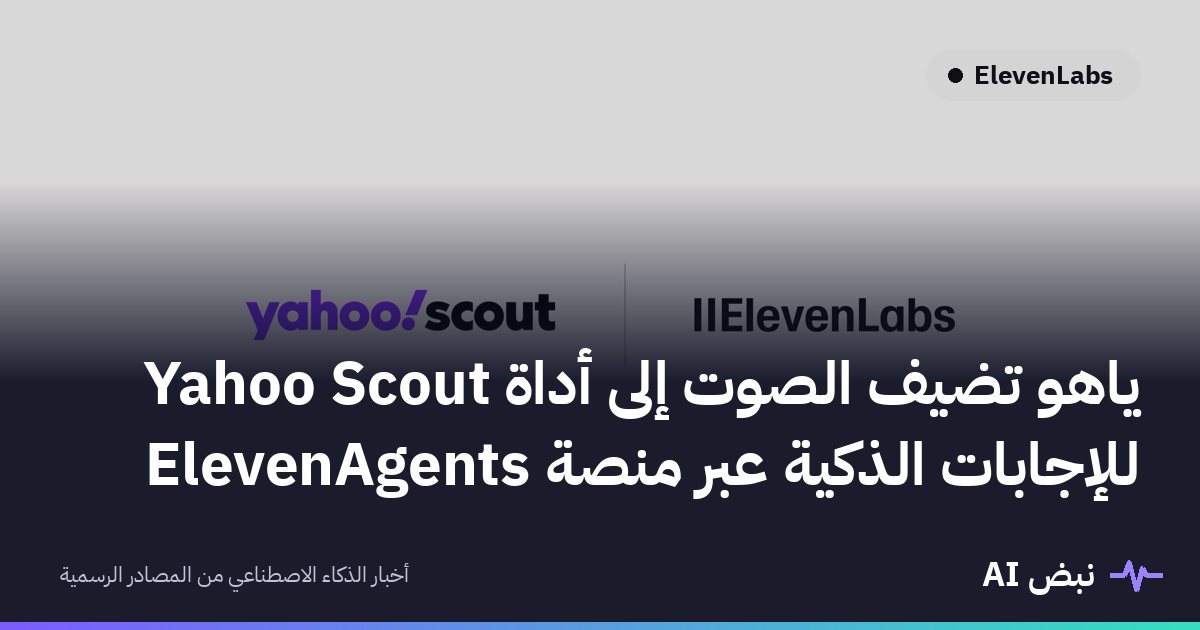 ElevenLabs
yahoo!scout
IIElevenLabs
ياهو تضيف الصوت إلى أداة Yahoo Scout
للإجابات الذكية عبر منصة ElevenAgents
نبض AI
أخبار الذكاء الاصطناعي من المصادر الرسمية